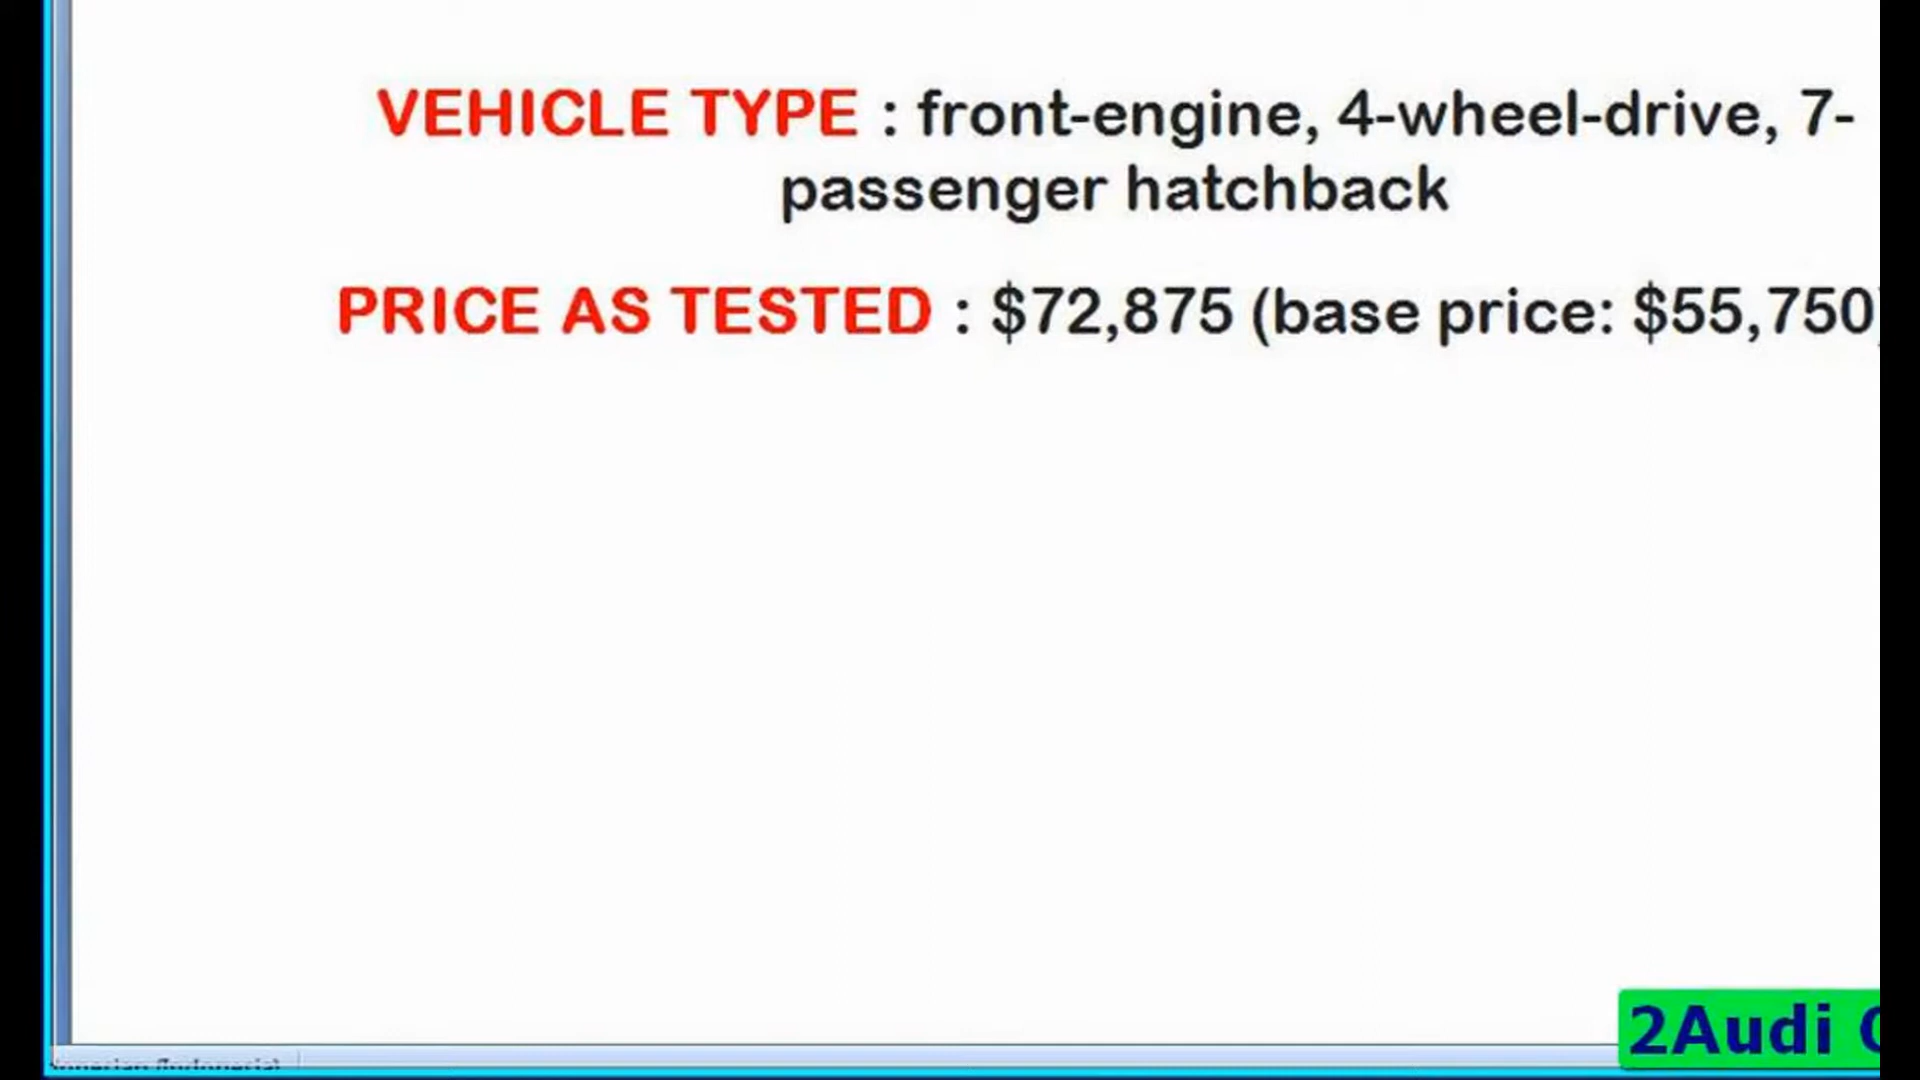 VEHICLE TYPE : front-engine, 4-wheel-drive, 7-
passenger hatchback
PRICE AS TESTED : $72,875 (base price: $55,750)
2Audi
(Indonesia)